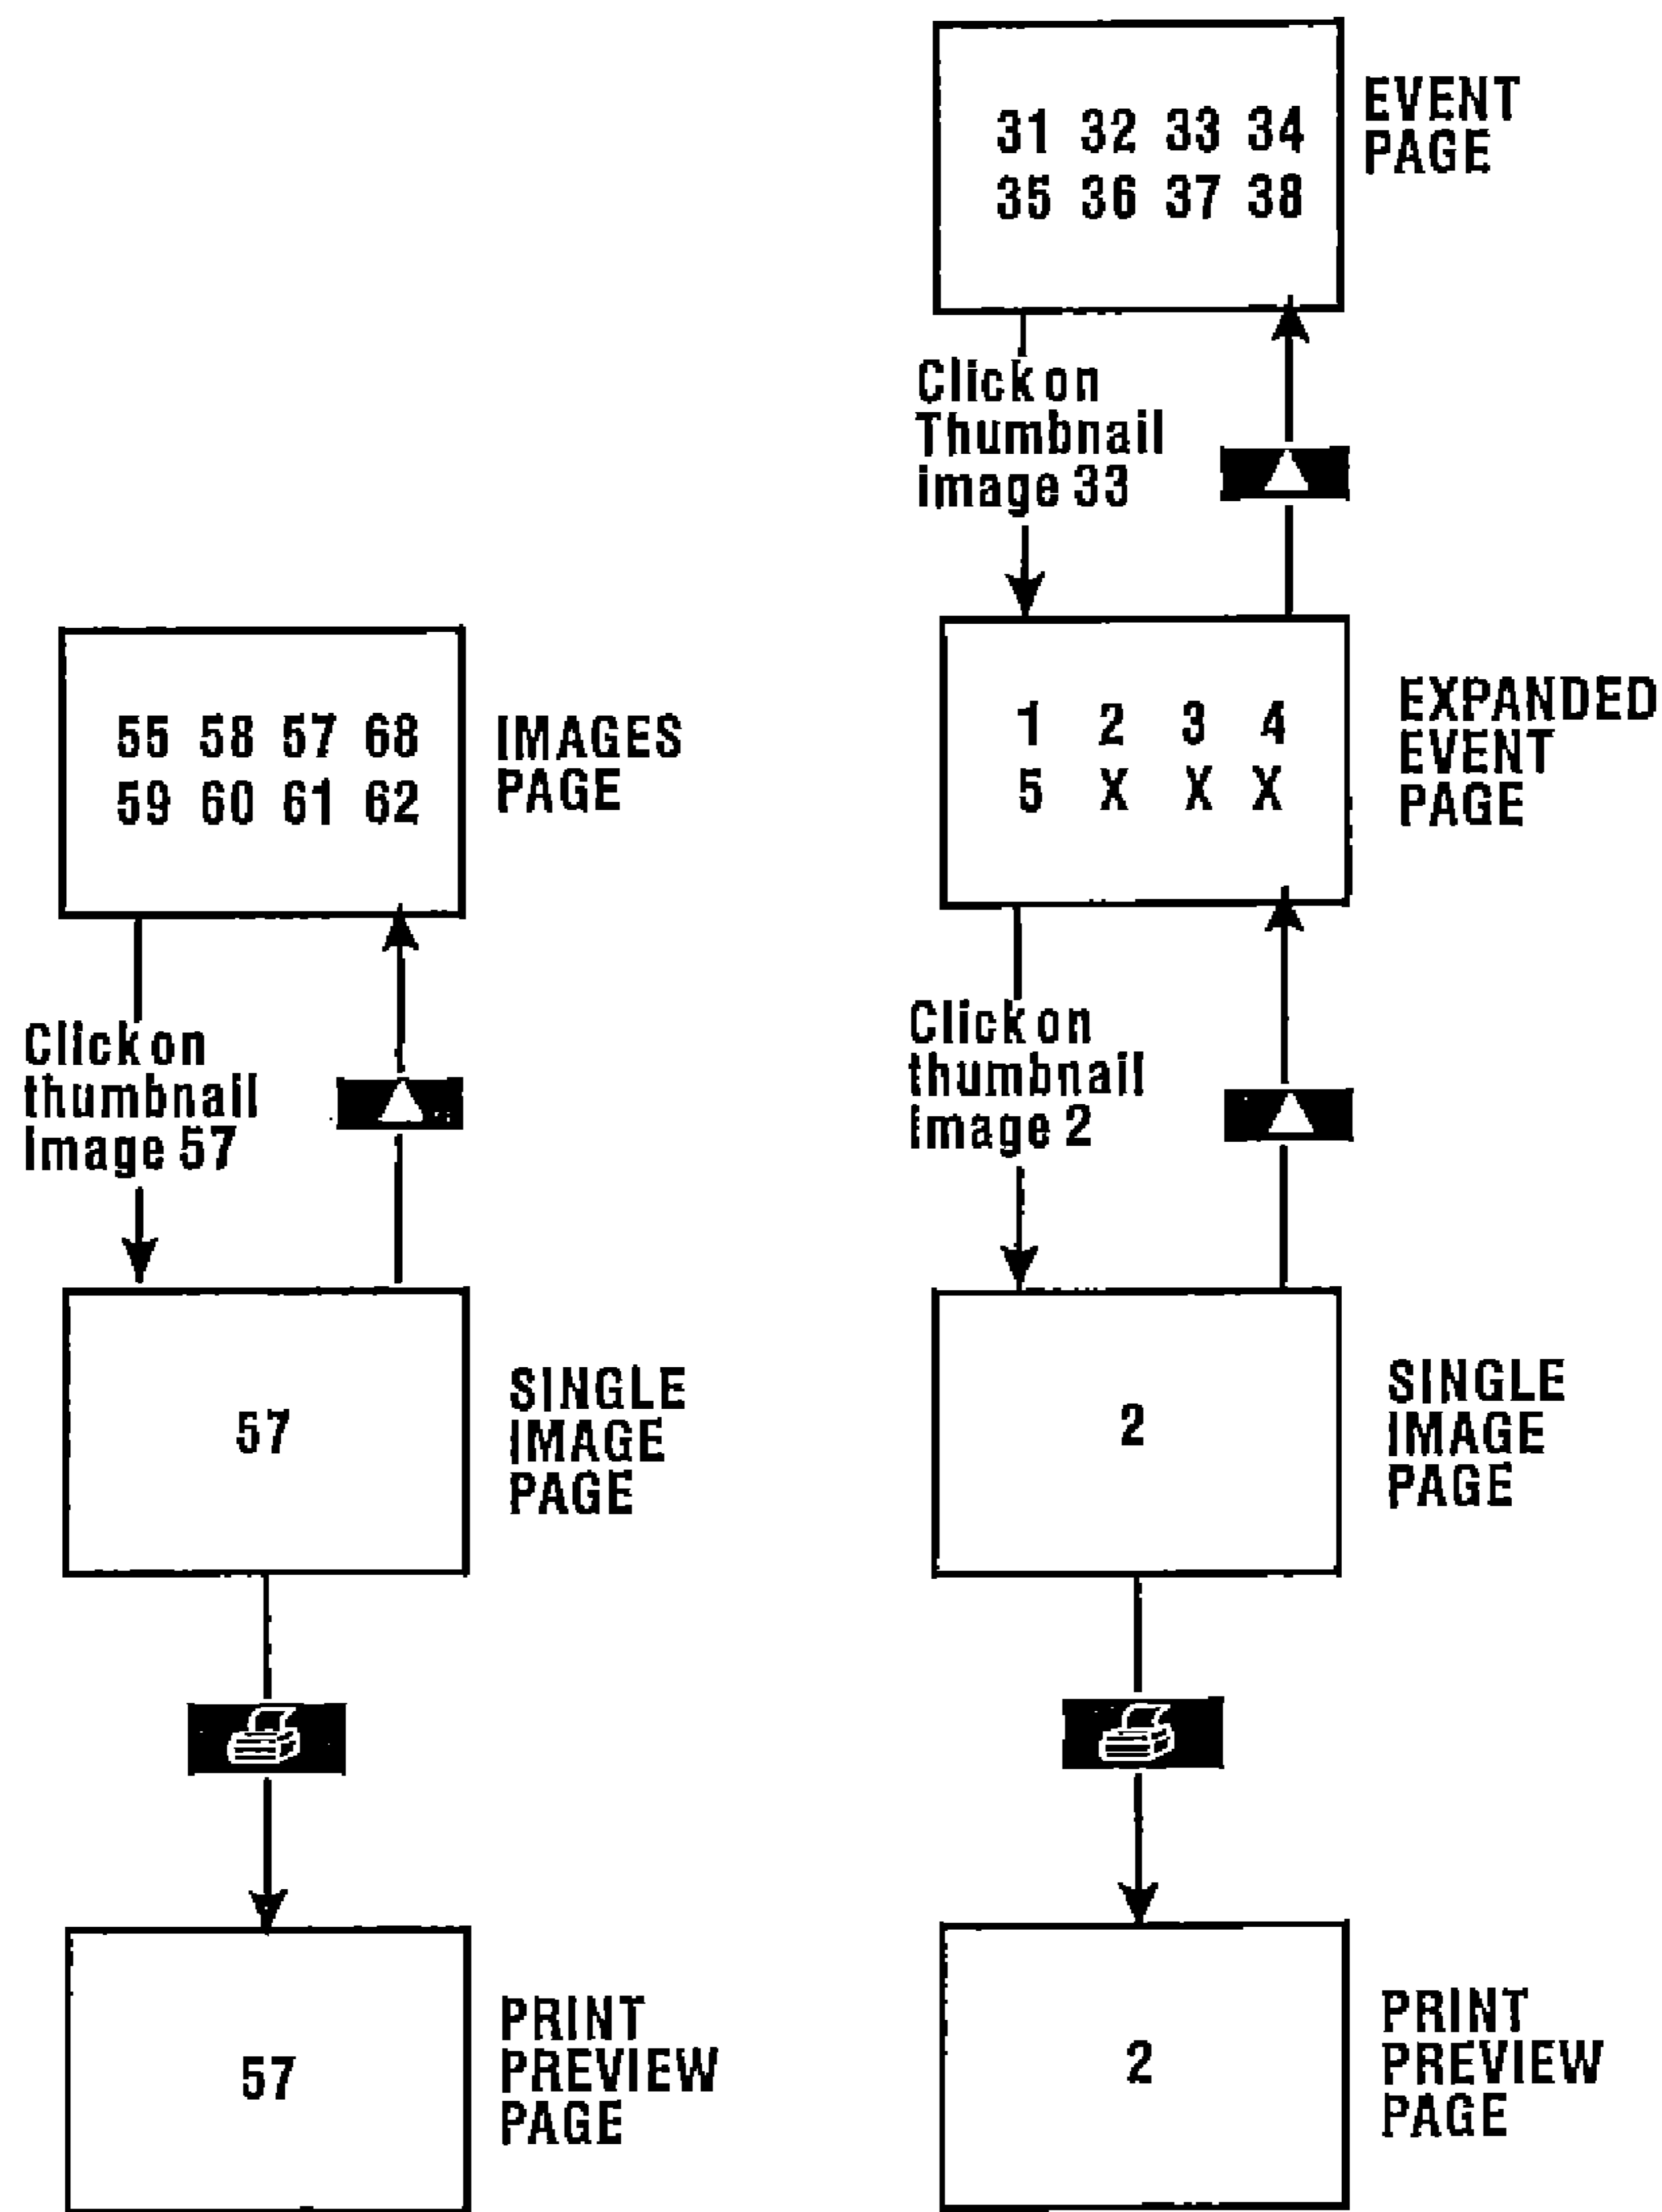 55 58 57 68
59 60 61 62
IMAGES
PAGE
Click on
thumbnail
Image 57
57
SINGLE
IMAGE
PAGE
57
PRINT
PREVIEW
PAGE
31 32 33 34
35 36 37 38
EVENT
PAGE
Click on
Thumbnail
image 33
1 2 3 4
5 X X X
EXPANDED
EVENT
PAGE
Click on
thumbnail
image 2
2
SINGLE
IMAGE
PAGE
2
PRINT
PREVIEW
PAGE